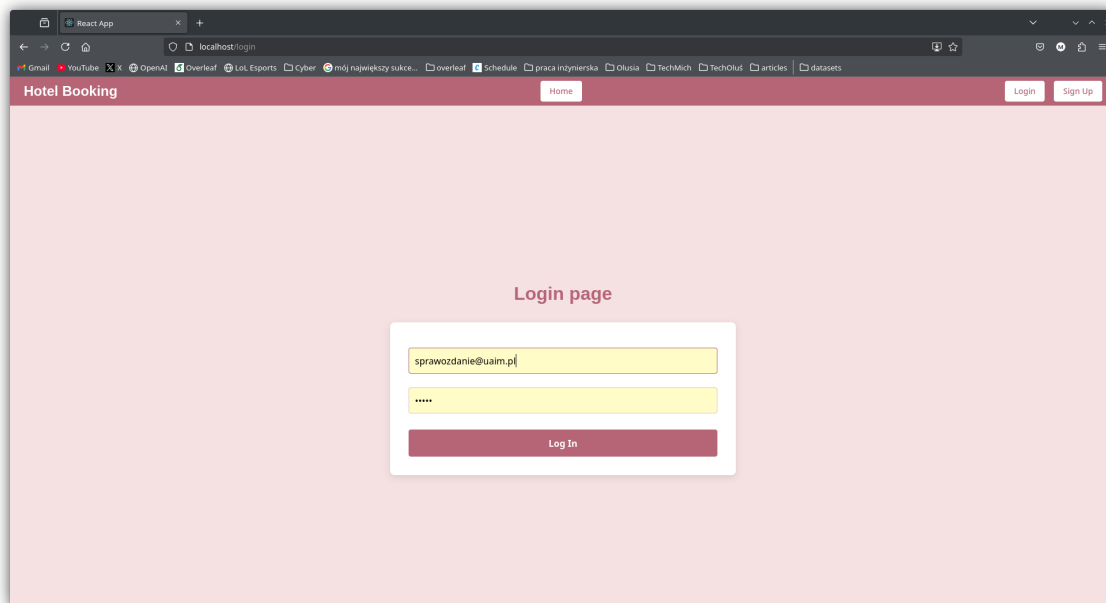 React App
localhost/login
Gmail YouTube X OpenAI Overleaf LoL Esports Cyber mój największy sukce... overleaf Schedule praca inżynierska Olusia TechMich TechOluś articles datasets
Hotel Booking Home Login Sign Up
Login page
sprawozdanie@uaim.pl
•••••
Log In